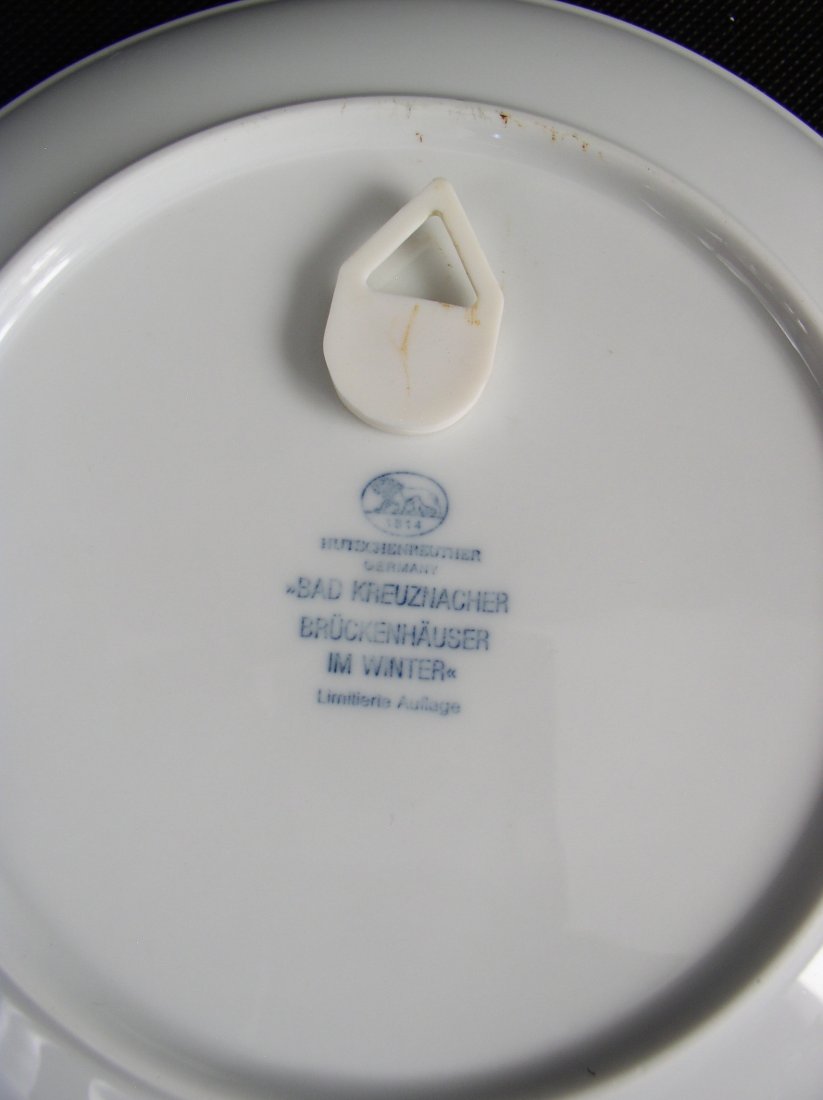 1814
HUTSCHENREUTHER
GERMANY
»BAD KREUZNACHER
BRÜCKENHÄUSER
IM WINTER«
Limitierte Auflage